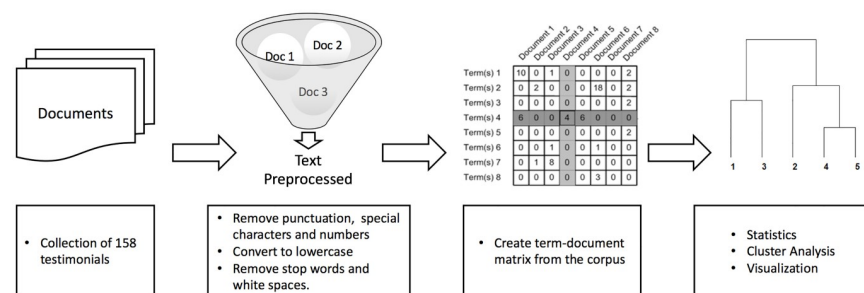 Documents
Doc 1
Doc 2
Doc 3
Text
Preprocessed
Document 1
Document 2
Document 3
Document 4
Document 5
Document 6
Document 7
Document 8
Term(s) 1 10 0 1 0 0 0 0 2
Term(s) 2 0 2 0 0 0 18 0 2
Term(s) 3 0 0 0 0 0 0 0 2
Term(s) 4 6 0 0 4 6 0 0 0
Term(s) 5 0 0 0 0 0 0 0 2
Term(s) 6 0 0 1 0 0 1 0 0
Term(s) 7 0 1 8 0 0 0 0 0
Term(s) 8 0 0 0 0 0 3 0 0
1 3 2 4 5
• Collection of 158
testimonials
• Remove punctuation, special
characters and numbers
• Convert to lowercase
• Remove stop words and
white spaces.
• Create term-document
matrix from the corpus
• Statistics
• Cluster Analysis
• Visualization